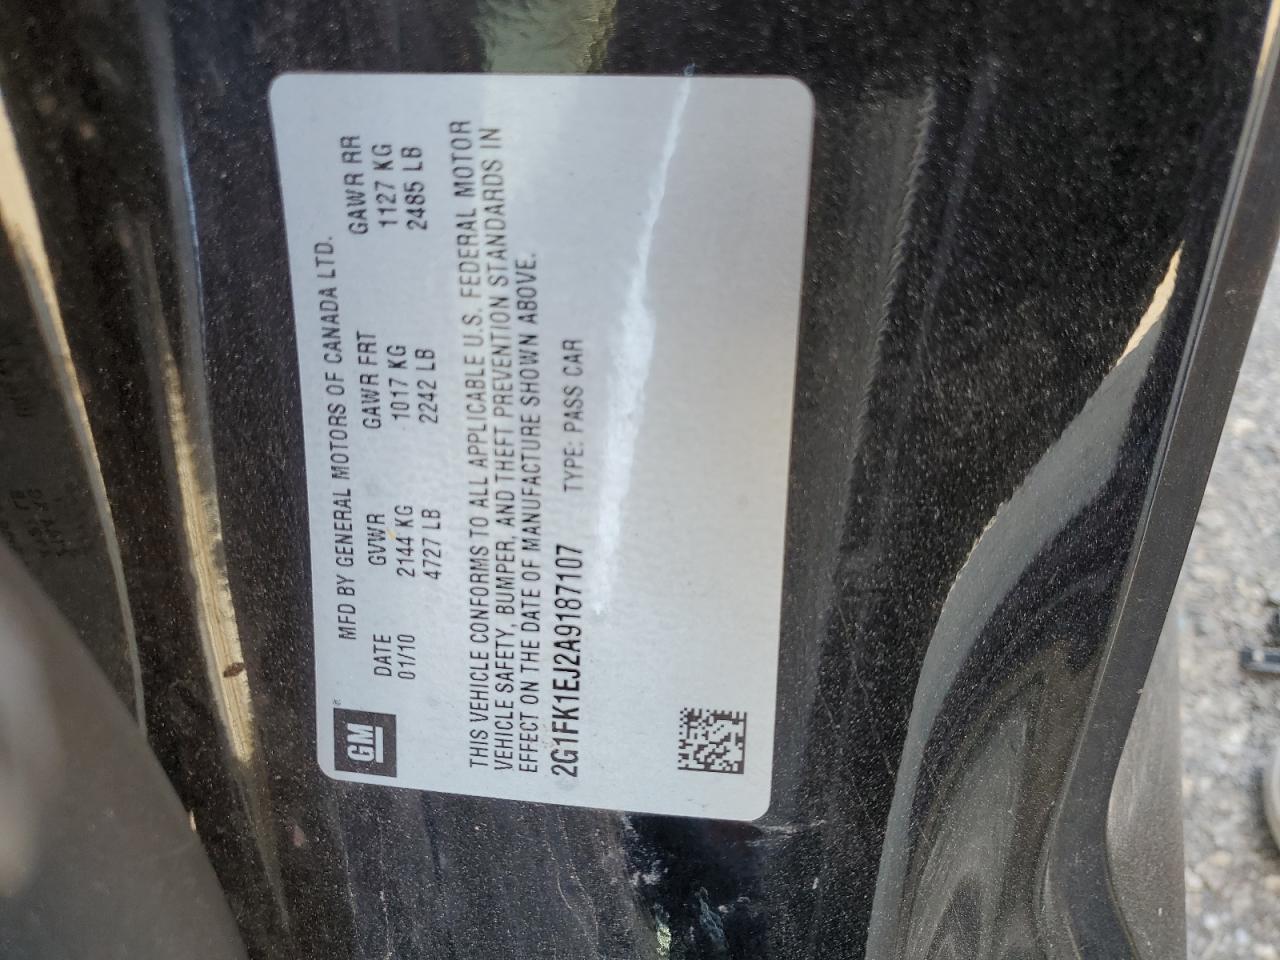 GM
MFD BY GENERAL MOTORS OF CANADA LTD.
DATE GVWR GAWR FRT GAWR RR
01/10 2144 KG 1017 KG 1127 KG
4727 LB 2242 LB 2485 LB
THIS VEHICLE CONFORMS TO ALL APPLICABLE U.S. FEDERAL MOTOR
VEHICLE SAFETY, BUMPER, AND THEFT PREVENTION STANDARDS IN
EFFECT ON THE DATE OF MANUFACTURE SHOWN ABOVE.
2G1FK1EJ2A9187107 TYPE: PASS CAR